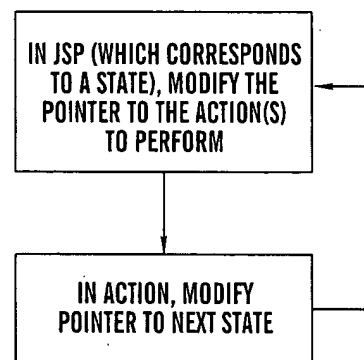 IN JSP (WHICH CORRESPONDS
TO A STATE), MODIFY THE
POINTER TO THE ACTION(S)
TO PERFORM
IN ACTION, MODIFY
POINTER TO NEXT STATE